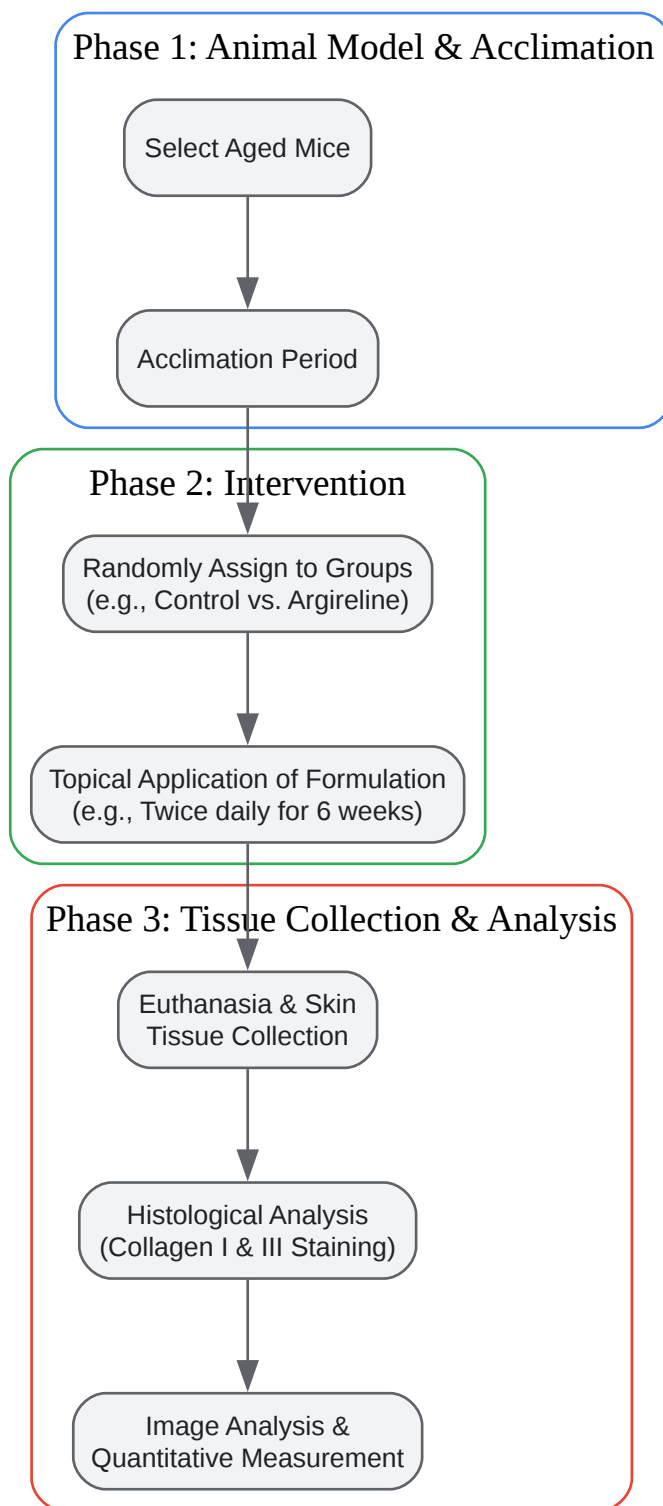 Phase 1: Animal Model & Acclimation
Select Aged Mice
Acclimation Period
Phase 2: Intervention
Randomly Assign to Groups
(e.g., Control vs. Argireline)
Topical Application of Formulation
(e.g., Twice daily for 6 weeks)
Phase 3: Tissue Collection & Analysis
Euthanasia & Skin
Tissue Collection
Histological Analysis
(Collagen I & III Staining)
Image Analysis &
Quantitative Measurement